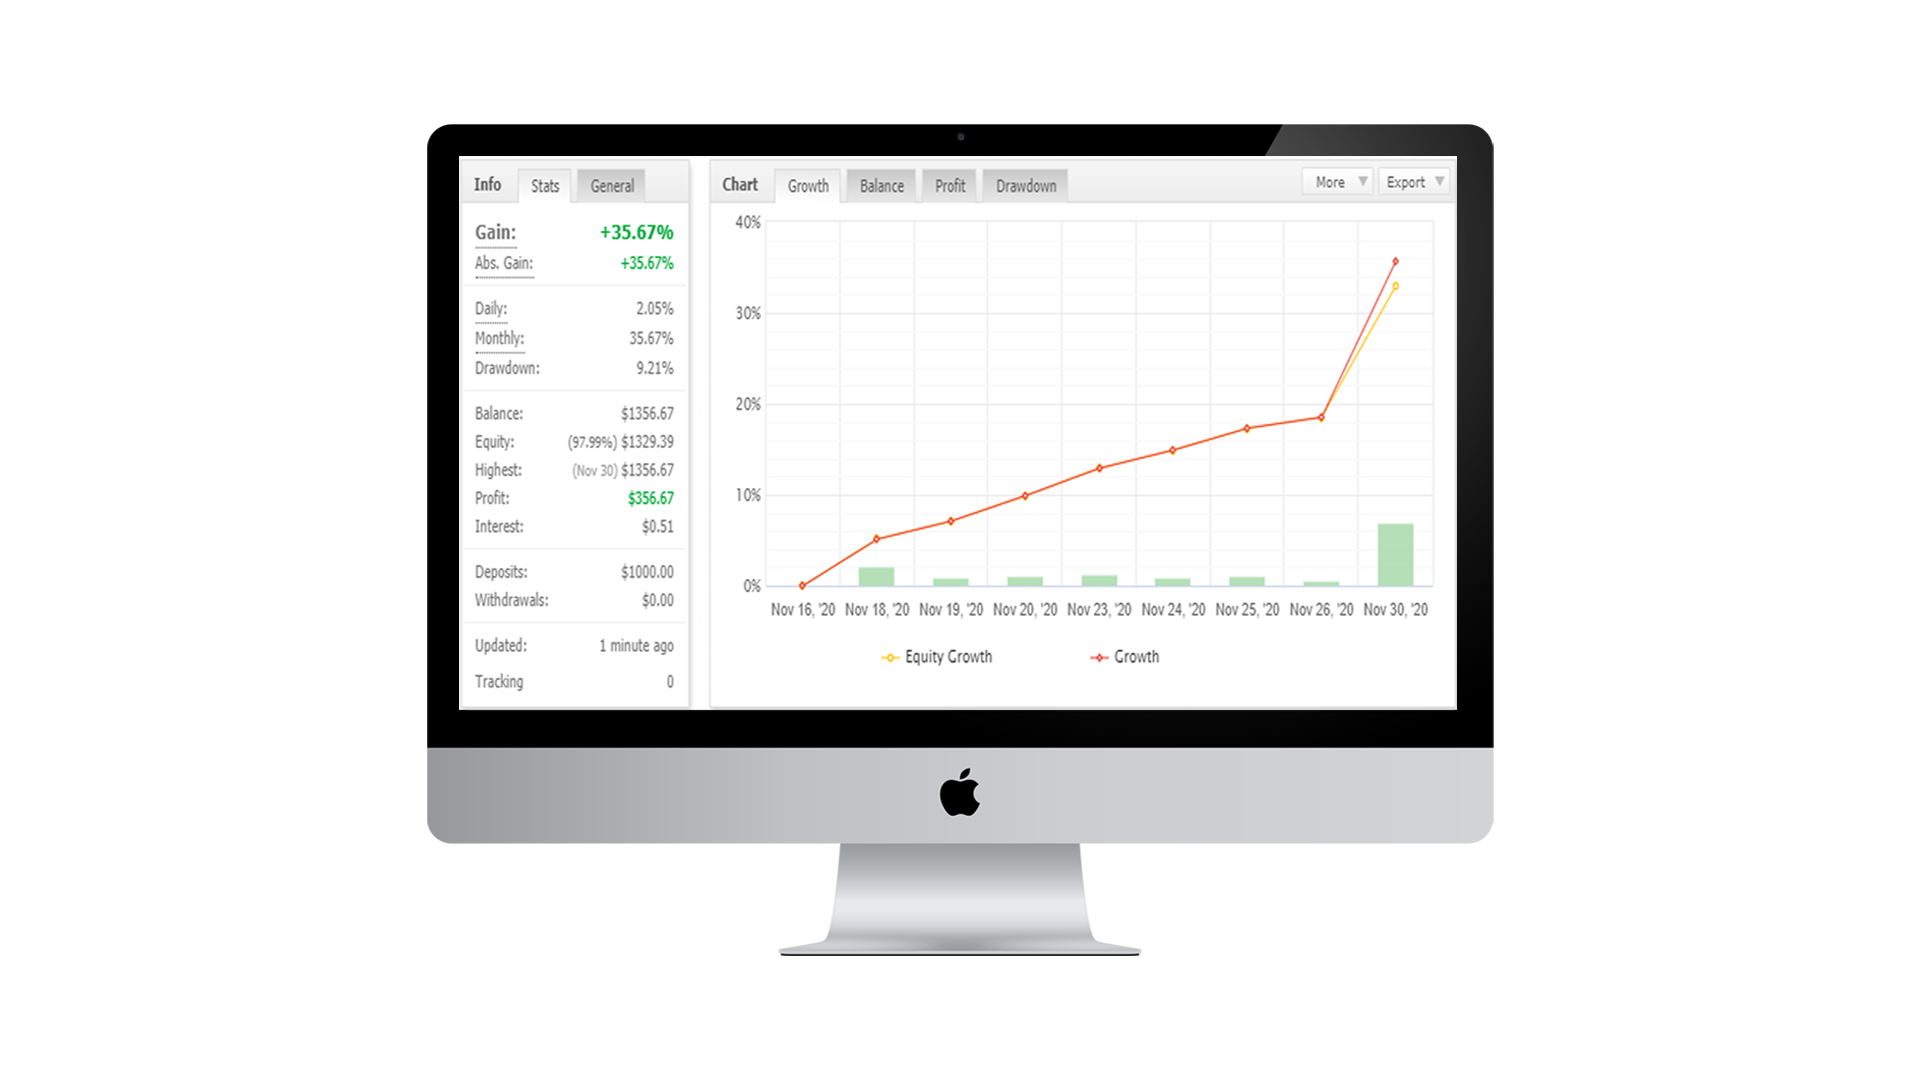 Info Stats General
Gain: +35.67%
Abs. Gain: +35.67%
Daily: 2.05%
Monthly: 35.67%
Drawdown: 9.21%
Balance: $1356.67
Equity: (97.99%) $1329.39
Highest: (Nov 30) $1356.67
Profit: $356.67
Interest: $0.51
Deposits: $1000.00
Withdrawals: $0.00
Updated: 1 minute ago
Tracking 0
Chart Growth Balance Profit Drawdown More Export
40%
30%
20%
10%
0%
Nov 16, '20 Nov 18, '20 Nov 19, '20 Nov 20, '20 Nov 23, '20 Nov 24, '20 Nov 25, '20 Nov 26, '20 Nov 30, '20
Equity Growth Growth